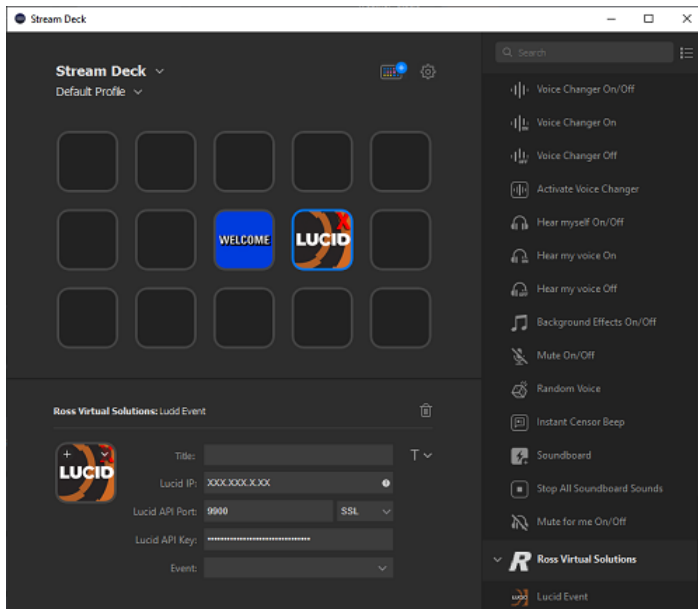 Stream Deck
Stream Deck
Default Profile
WELCOME
LUCID
X
Ross Virtual Solutions: Lucid Event
LUCID
Title:
T
Lucid IP: XXX.XXX.X.XX
Lucid API Port: 9900 SSL
Lucid API Key: ••••••••••••••••••••••••••••••••
Event:
Search
Voice Changer On/Off
Voice Changer On
Voice Changer Off
Activate Voice Changer
Hear myself On/Off
Hear my voice On
Hear my voice Off
Background Effects On/Off
Mute On/Off
Random Voice
Instant Censor Beep
Soundboard
Stop All Soundboard Sounds
Mute for me On/Off
R Ross Virtual Solutions
LUCID Lucid Event